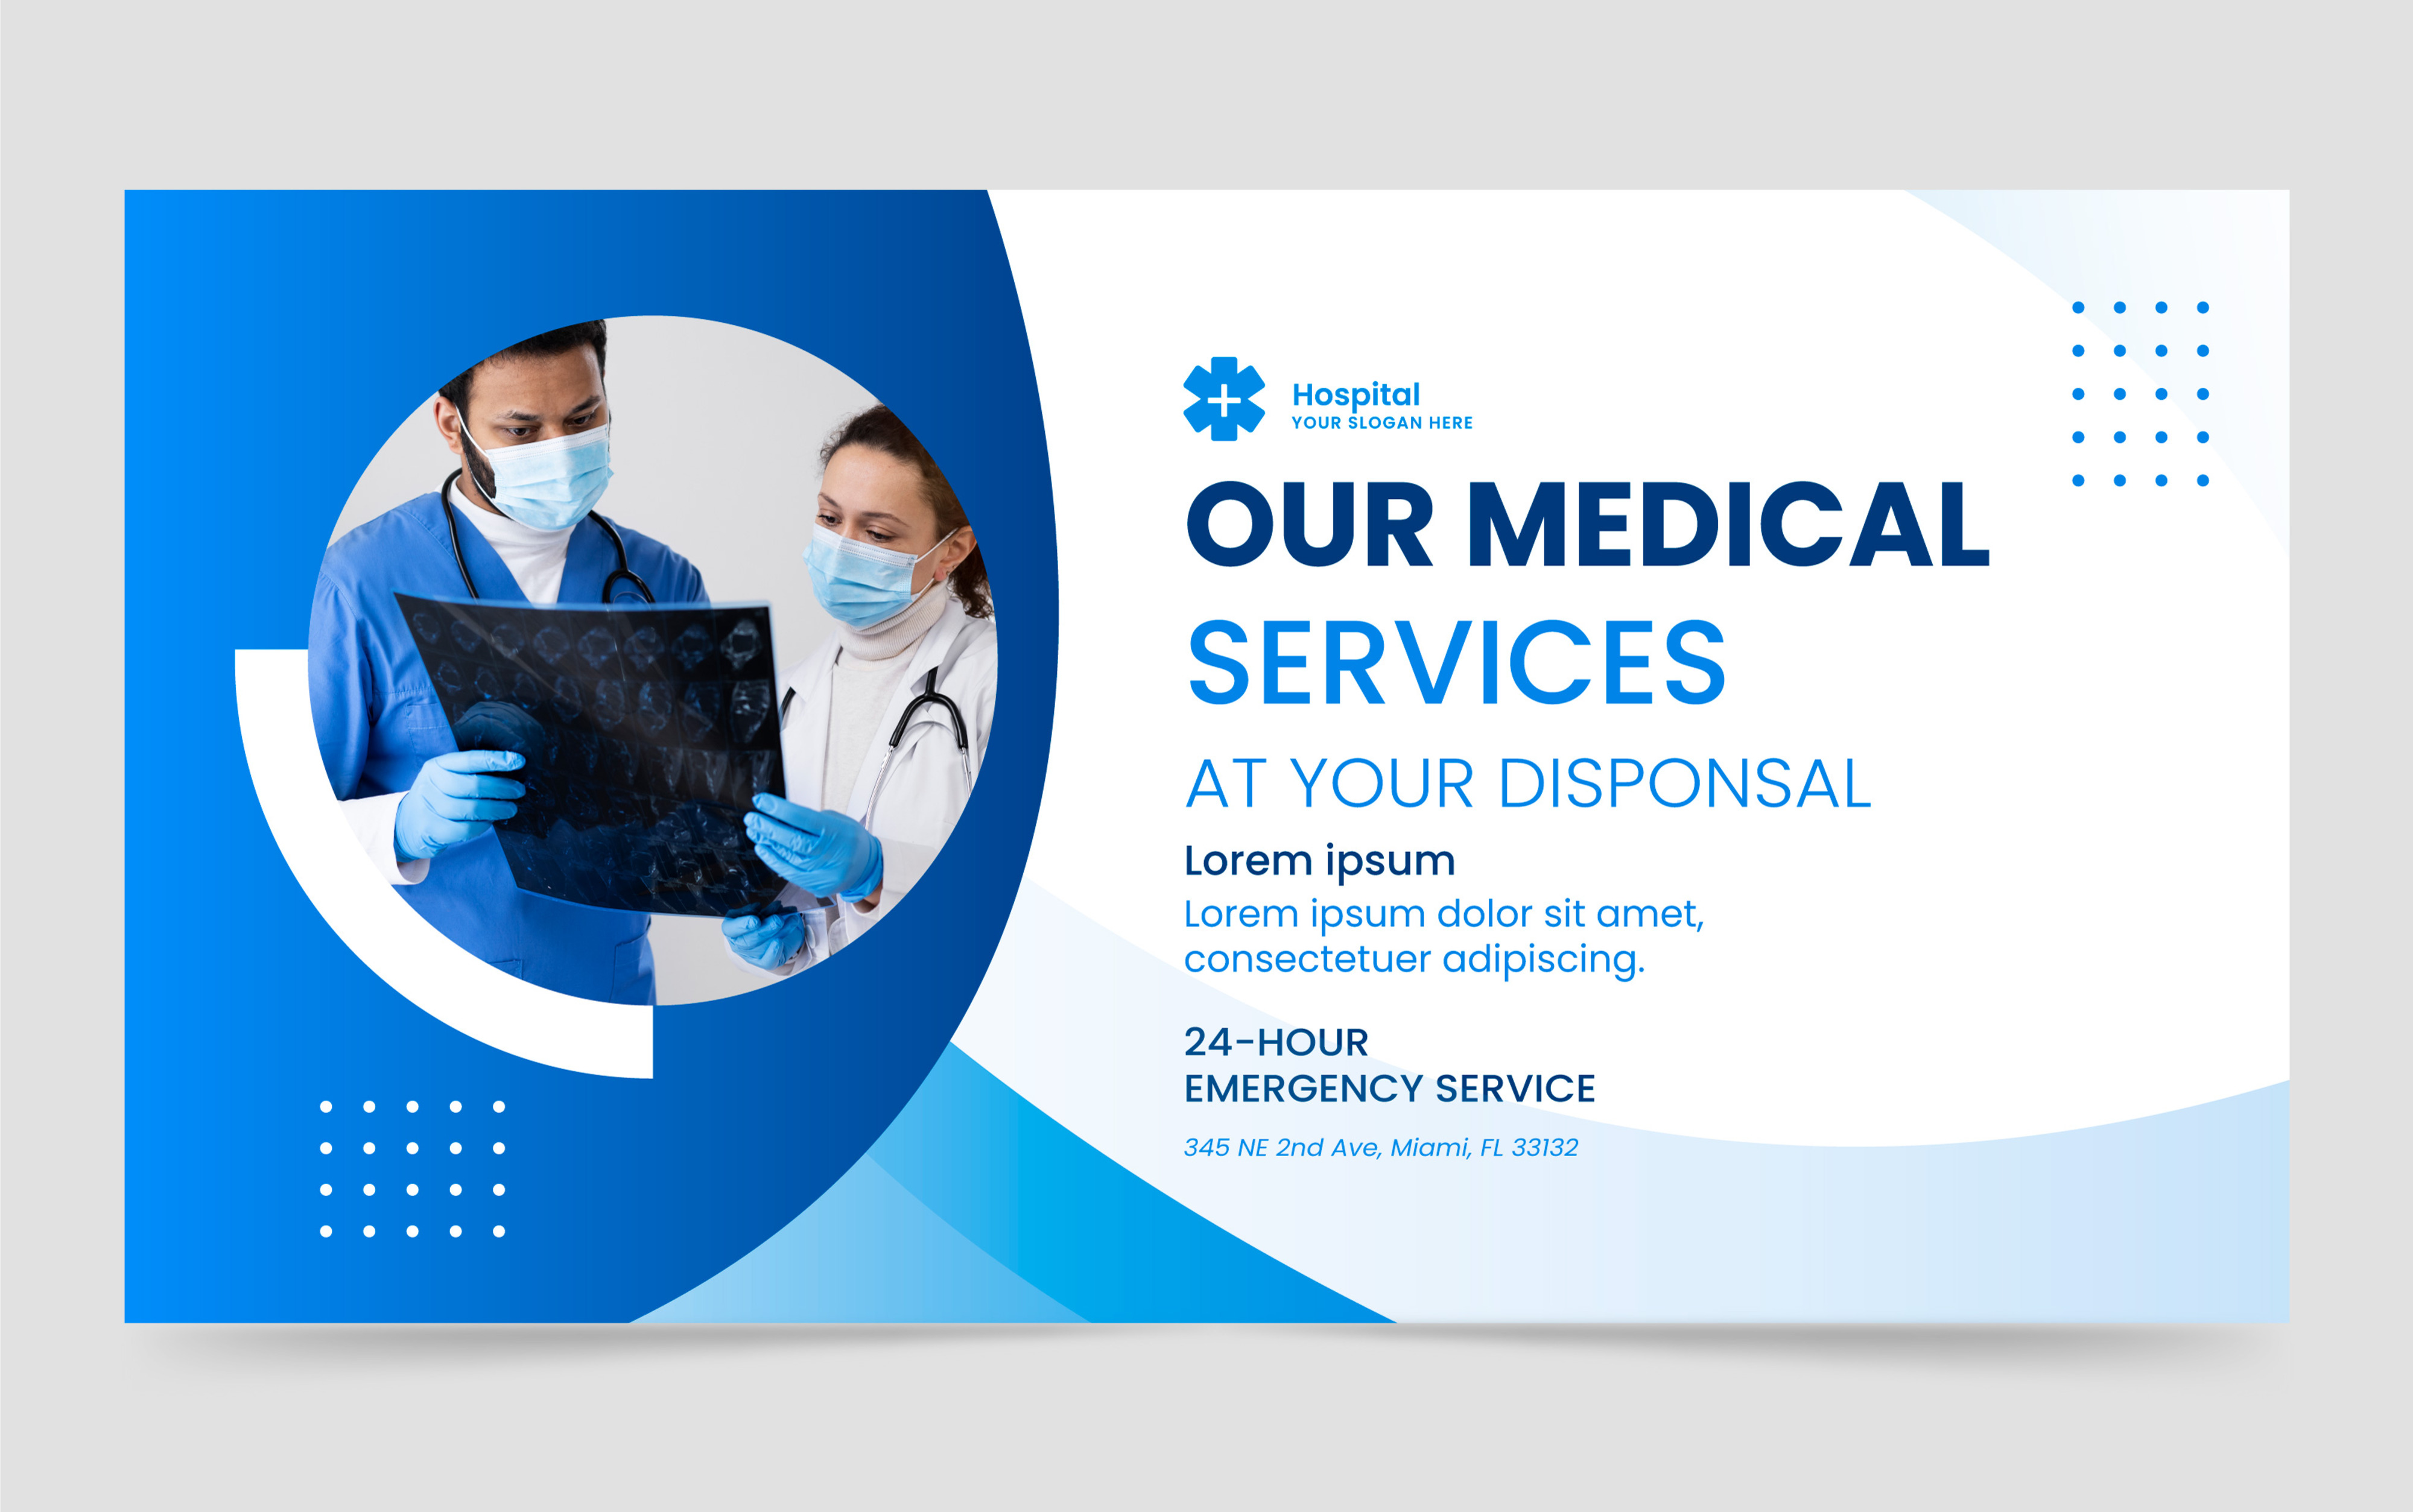 Hospital
YOUR SLOGAN HERE
OUR MEDICAL
SERVICES
AT YOUR DISPONSAL
Lorem ipsum
Lorem ipsum dolor sit amet,
consectetuer adipiscing.
24-HOUR
EMERGENCY SERVICE
345 NE 2nd Ave, Miami, FL 33132